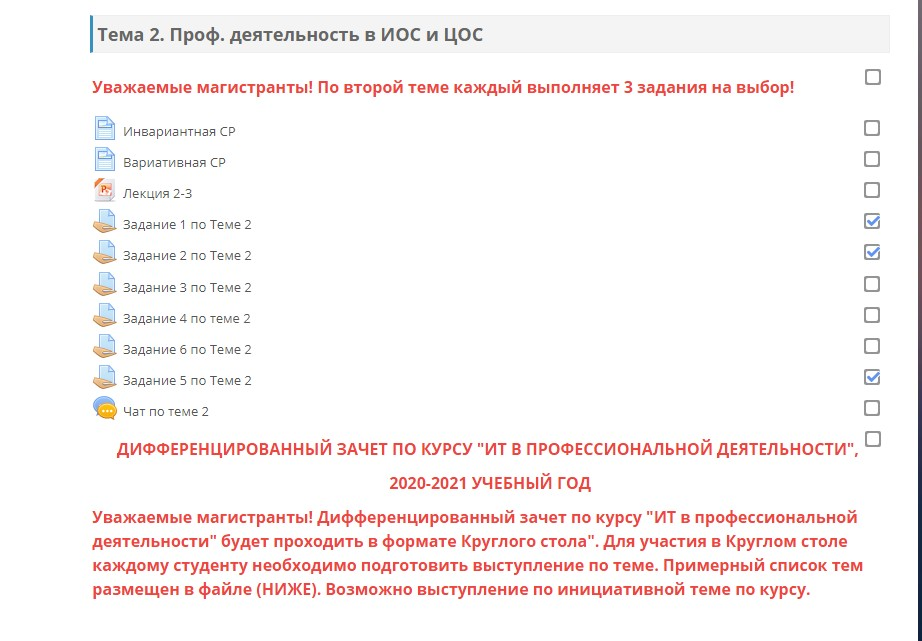 Тема 2. Проф. деятельность в ИОС и ЦОС
Уважаемые магистранты! По второй теме каждый выполняет 3 задания на выбор!
Инвариантная СР
Вариативная СР
Лекция 2-3
Задание 1 по Теме 2
Задание 2 по Теме 2
Задание 3 по Теме 2
Задание 4 по теме 2
Задание 6 по Теме 2
Задание 5 по Теме 2
Чат по теме 2
ДИФФЕРЕНЦИРОВАННЫЙ ЗАЧЕТ ПО КУРСУ "ИТ В ПРОФЕССИОНАЛЬНОЙ ДЕЯТЕЛЬНОСТИ",
2020-2021 УЧЕБНЫЙ ГОД
Уважаемые магистранты! Дифференцированный зачет по курсу "ИТ в профессиональной
деятельности" будет проходить в формате Круглого стола". Для участия в Круглом столе
каждому студенту необходимо подготовить выступление по теме. Примерный список тем
размещен в файле (НИЖЕ). Возможно выступление по инициативной теме по курсу.